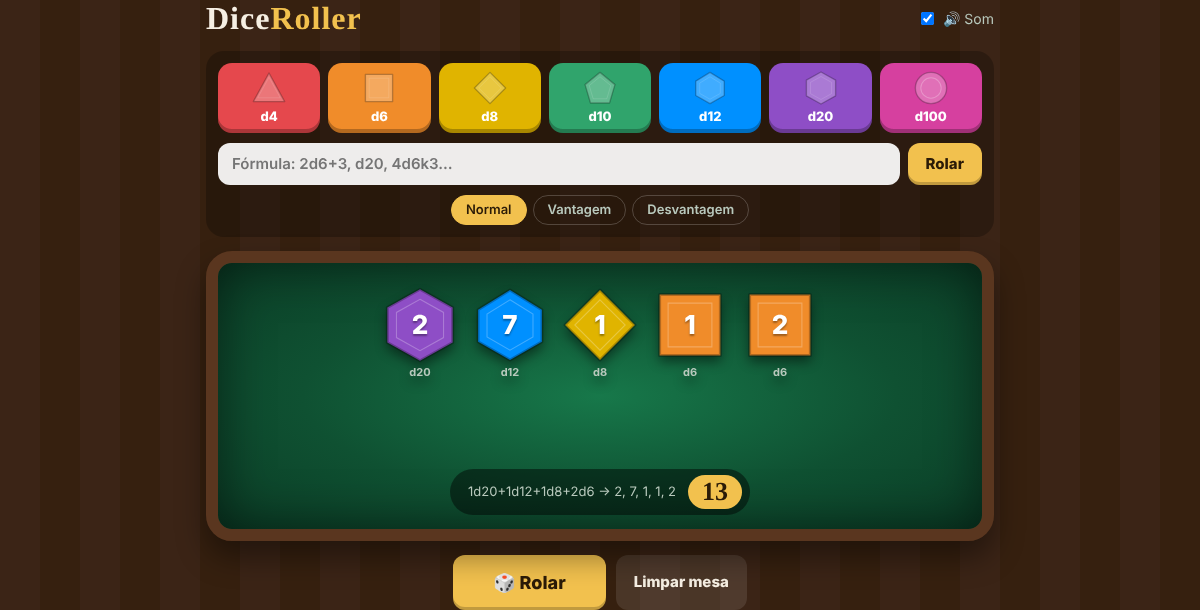 DiceRoller
🔊 Som
d4 d6 d8 d10 d12 d20 d100
Fórmula: 2d6+3, d20, 4d6k3...
Rolar
Normal Vantagem Desvantagem
2 7 1 1 2
d20 d12 d8 d6 d6
1d20+1d12+1d8+2d6 → 2, 7, 1, 1, 2 13
🎲 Rolar Limpar mesa